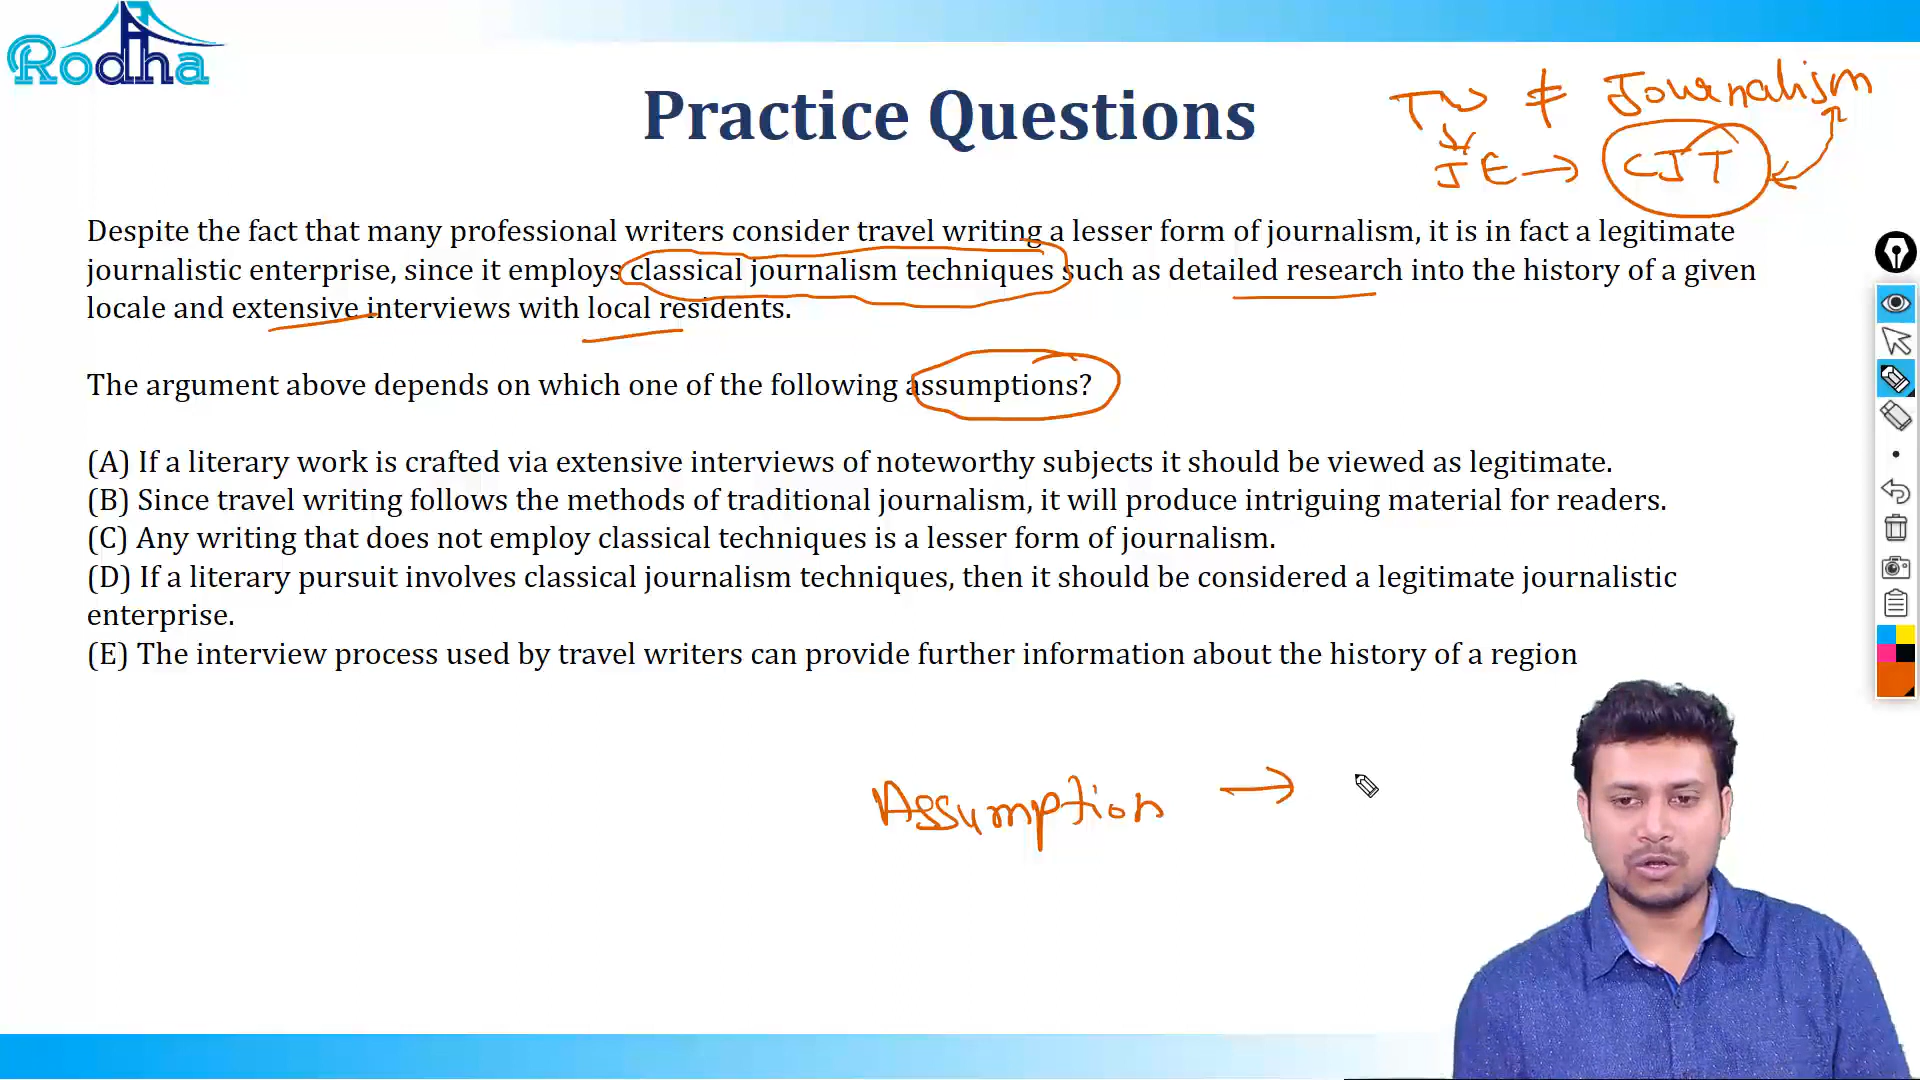 Rodha
Practice Questions
TW ≠ Journalism
JE → CJT
Despite the fact that many professional writers consider travel writing a lesser form of journalism, it is in fact a legitimate
journalistic enterprise, since it employs classical journalism techniques such as detailed research into the history of a given
locale and extensive interviews with local residents.
The argument above depends on which one of the following assumptions?
(A) If a literary work is crafted via extensive interviews of noteworthy subjects it should be viewed as legitimate.
(B) Since travel writing follows the methods of traditional journalism, it will produce intriguing material for readers.
(C) Any writing that does not employ classical techniques is a lesser form of journalism.
(D) If a literary pursuit involves classical journalism techniques, then it should be considered a legitimate journalistic
enterprise.
(E) The interview process used by travel writers can provide further information about the history of a region
Assumption →